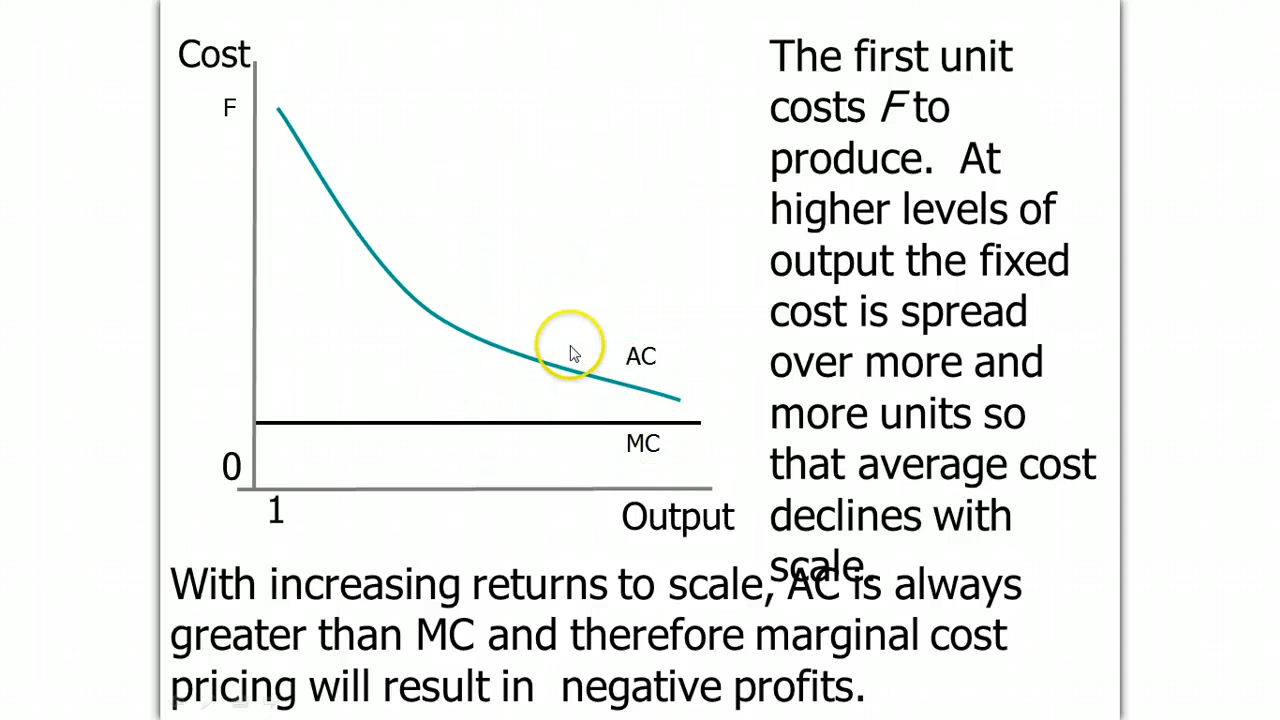 Cost
F
AC
MC
0
1
Output
The first unit
costs F to
produce.  At
higher levels of
output the fixed
cost is spread
over more and
more units so
that average cost
declines with
scale.
With increasing returns to scale, AC is always
greater than MC and therefore marginal cost
pricing will result in  negative profits.